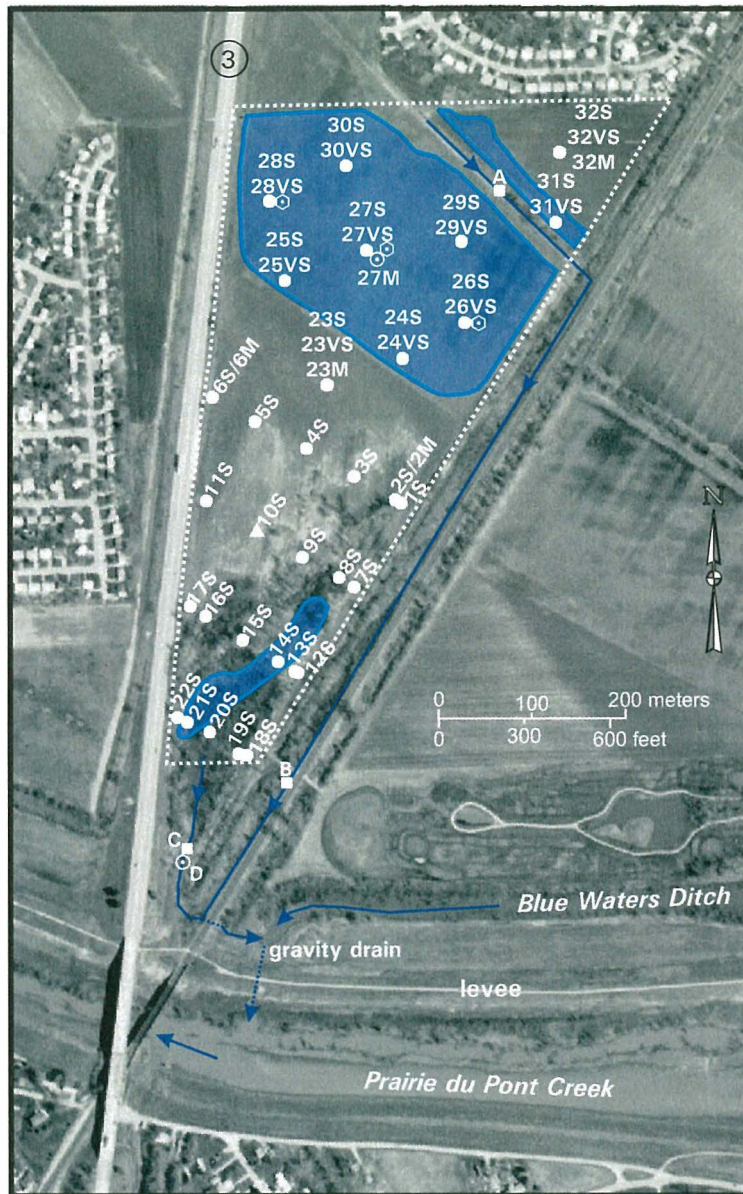 3
32S
32VS
32M
30S
30VS
A
28S
28VS
31S
31VS
27S
27VS
27M
29S
29VS
25S
25VS
26S
26VS
23S
23VS
23M
24S
24VS
6S/6M
5S
4S
3S
2S/2M
1S
11S
10S
9S
8S
7S
17S
16S
15S
14S
13S
12S
22S
21S
20S
19S
18S
N
0 100 200 meters
0 300 600 feet
B
C
D
Blue Waters Ditch
gravity drain
levee
Prairie du Pont Creek